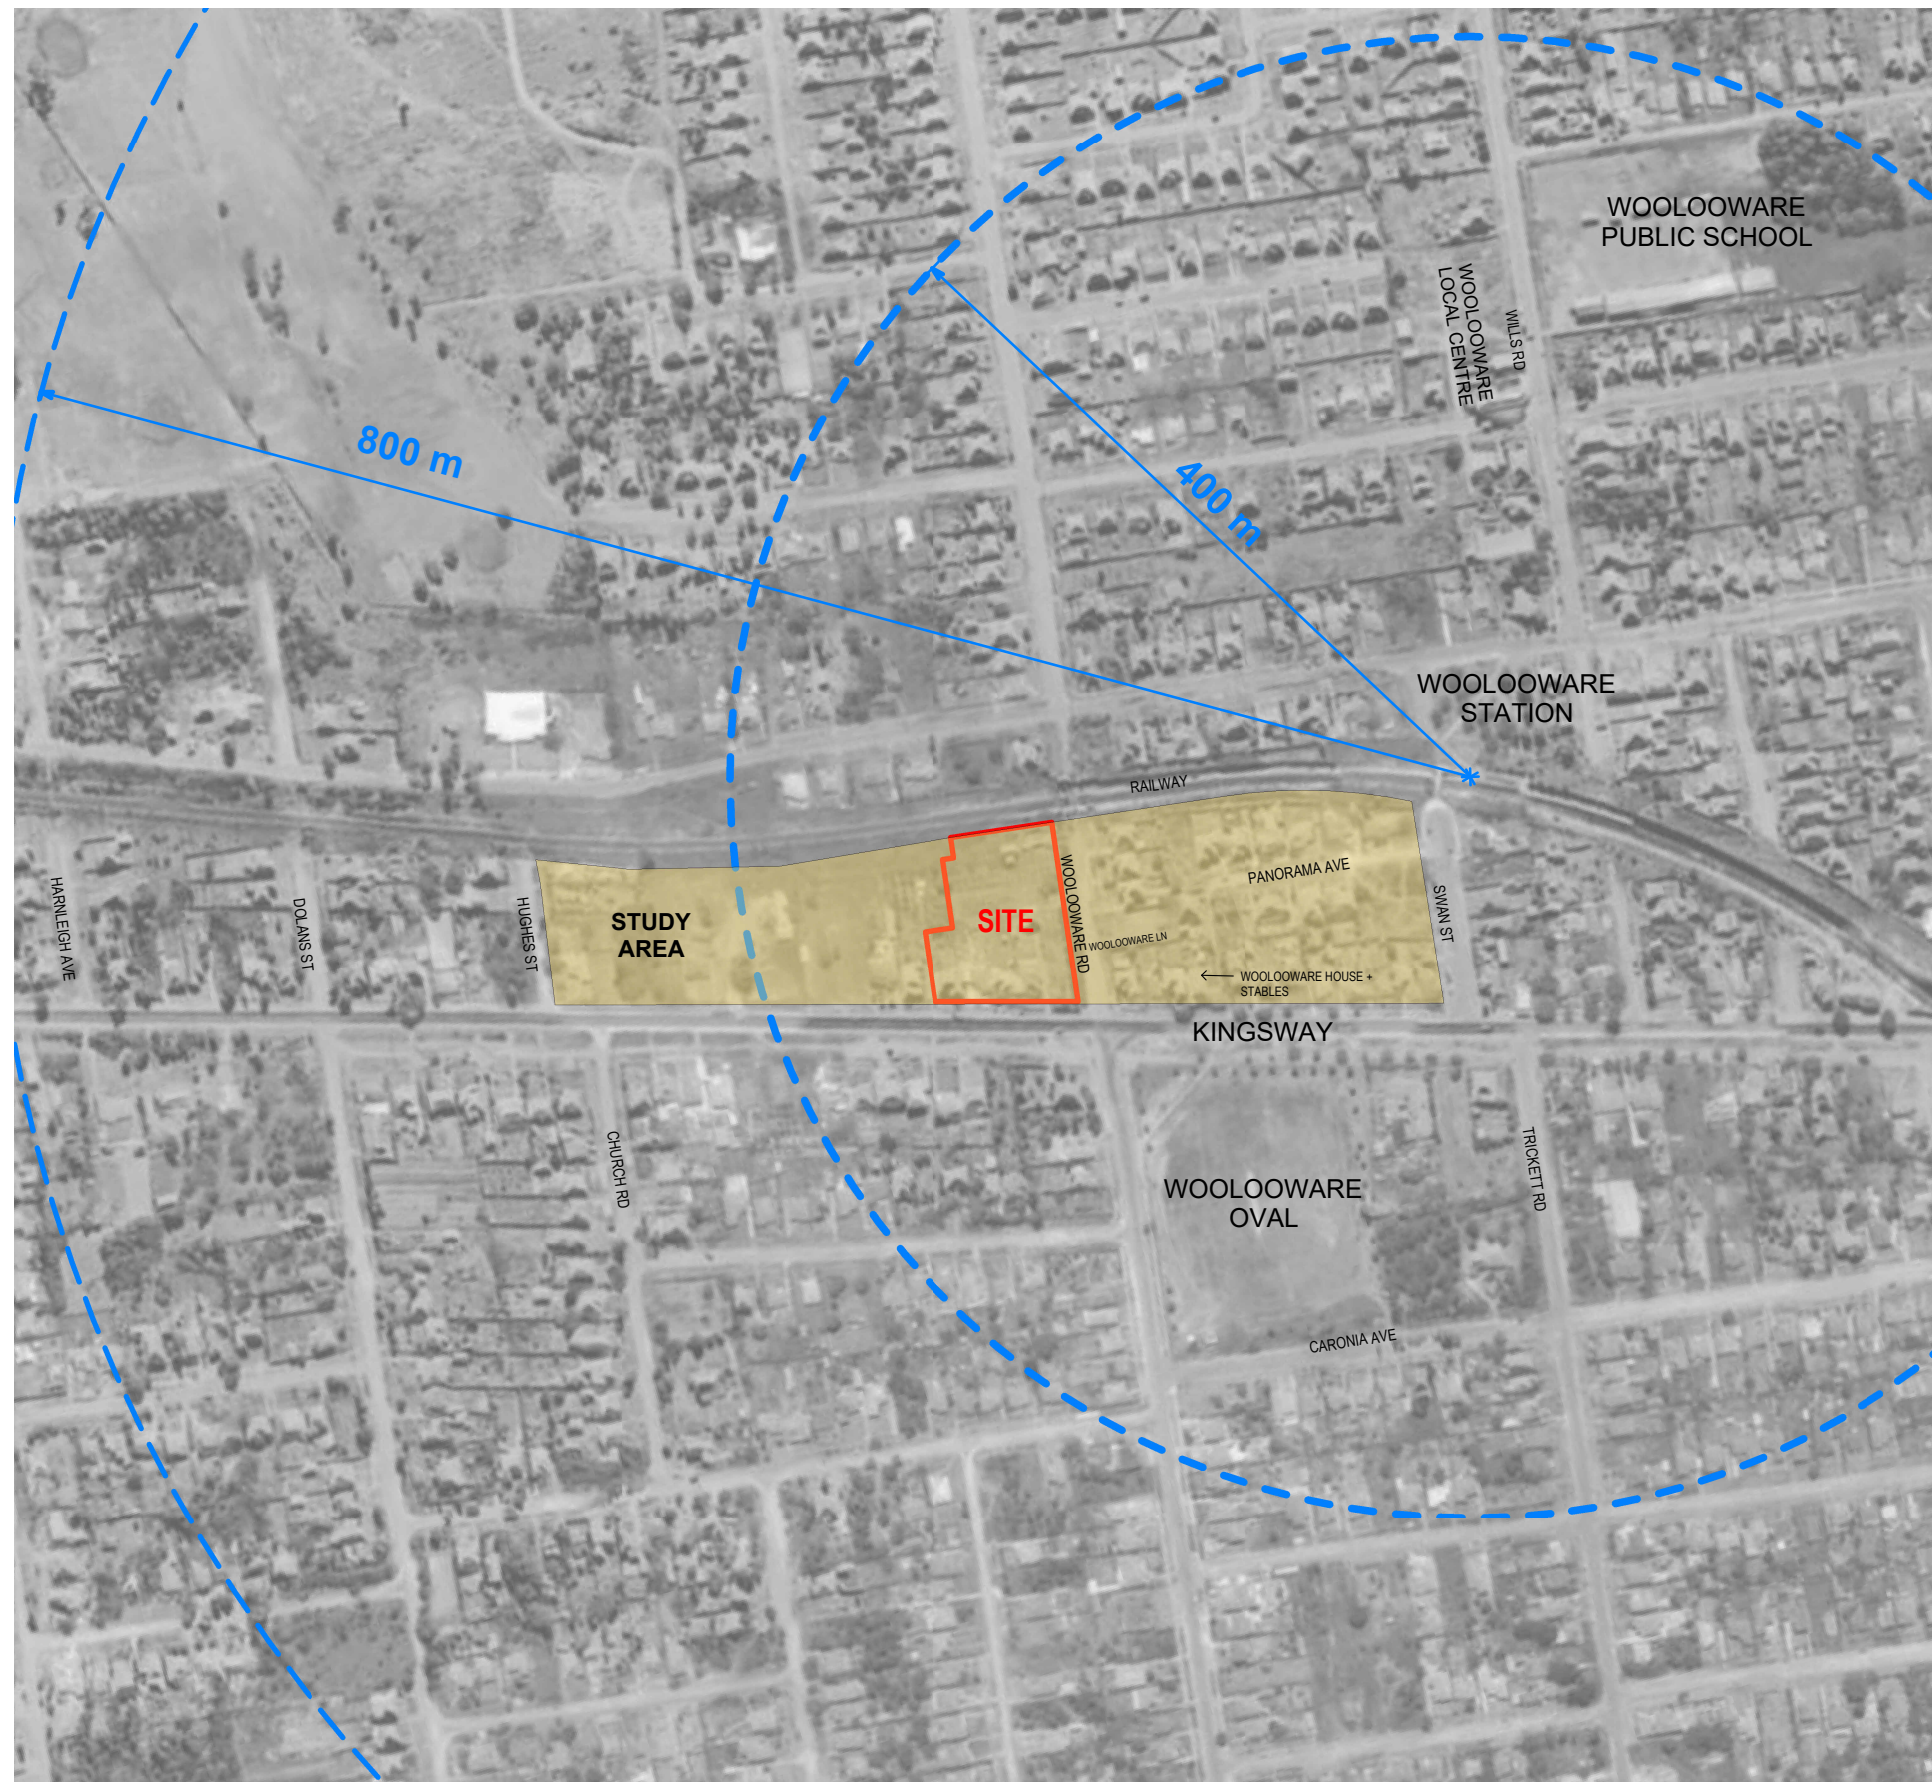 WOOLOOWARE
PUBLIC SCHOOL
WOOLOOWARE
LOCAL CENTRE
WILLS RD
800 m
400 m
WOOLOOWARE
STATION
RAILWAY
HARNLEIGH AVE
DOLANS ST
HUGHES ST
STUDY
AREA
SITE
WOOLOOWARE RD
WOOLOOWARE LN
PANORAMA AVE
SWAN ST
WOOLOOWARE HOUSE +
STABLES
KINGSWAY
CHURCH RD
WOOLOOWARE
OVAL
TRICKETT RD
CARONIA AVE